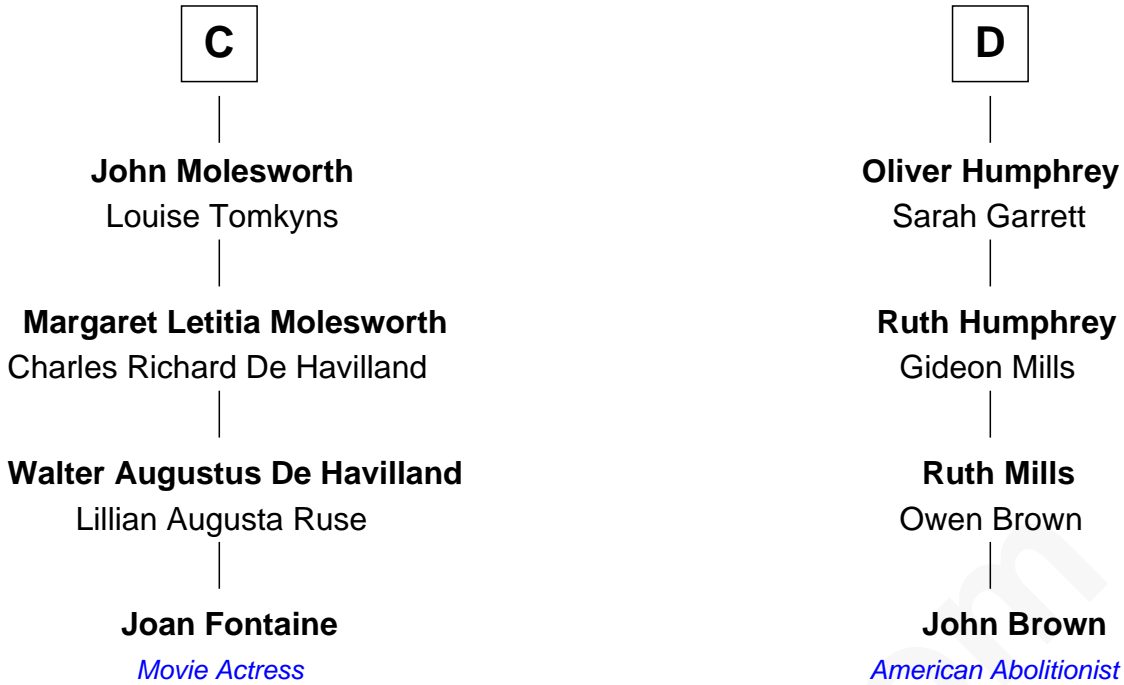 C
John Molesworth
Louise Tomkyns
Margaret Letitia Molesworth
Charles Richard De Havilland
Walter Augustus De Havilland
Lillian Augusta Ruse
Joan Fontaine
Movie Actress
D
Oliver Humphrey
Sarah Garrett
Ruth Humphrey
Gideon Mills
Ruth Mills
Owen Brown
John Brown
American Abolitionist